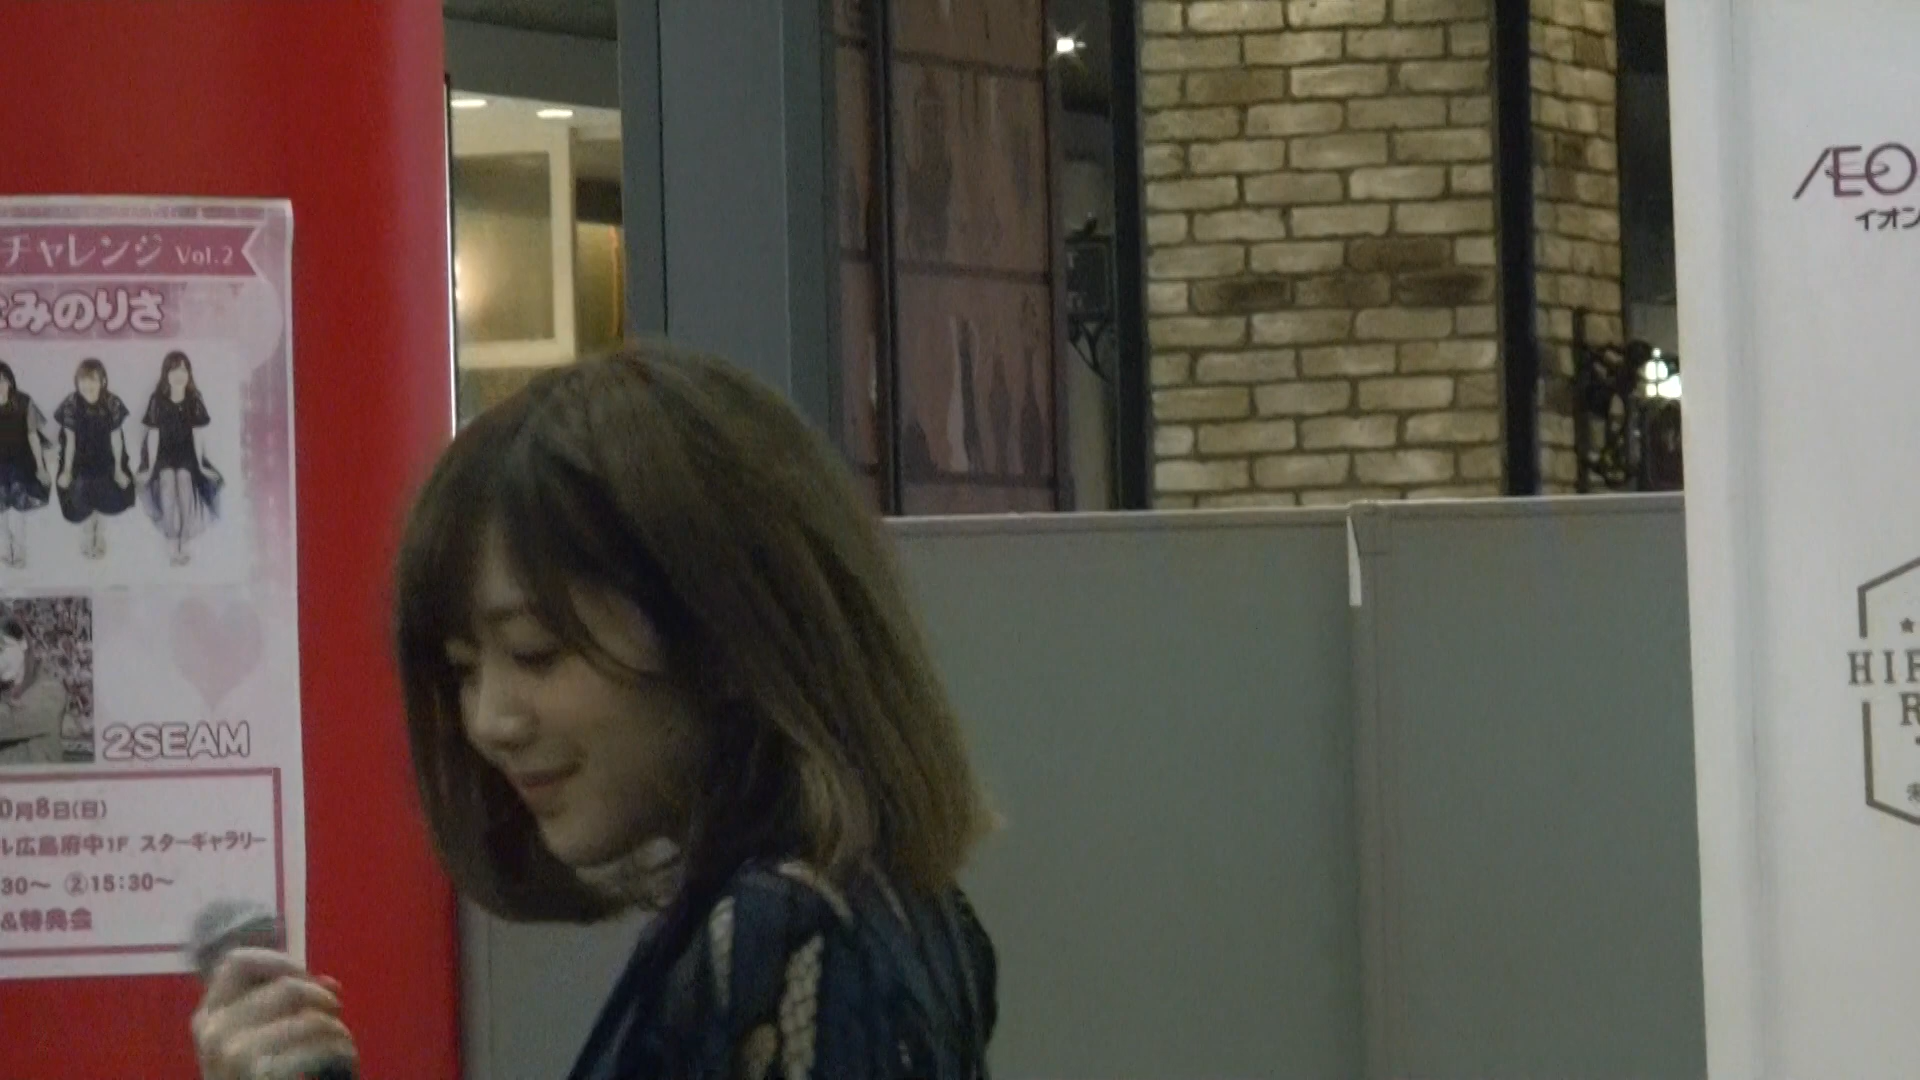 チャレンジ Vol.2
みのりさ
2SEAM
0月8日(日)
ル広島府中1F スターギャラリー
30〜 ②15:30〜
&特典会
ÆO
イオン
HI
R